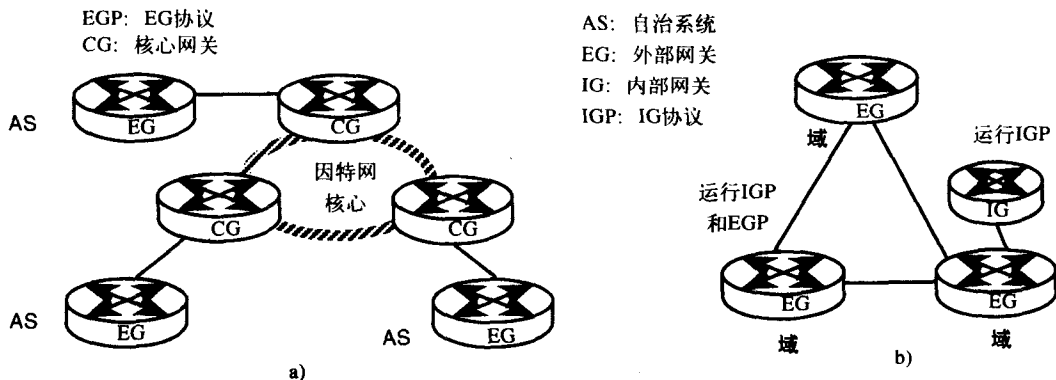 EGP: EG协议
CG: 核心网关
AS
EG
CG
因特网
核心
CG
CG
AS
EG
AS
EG
a)
AS: 自治系统
EG: 外部网关
IG: 内部网关
IGP: IG协议
EG
域
运行IGP
运行IGP
和EGP
IG
EG
EG
域
域
b)